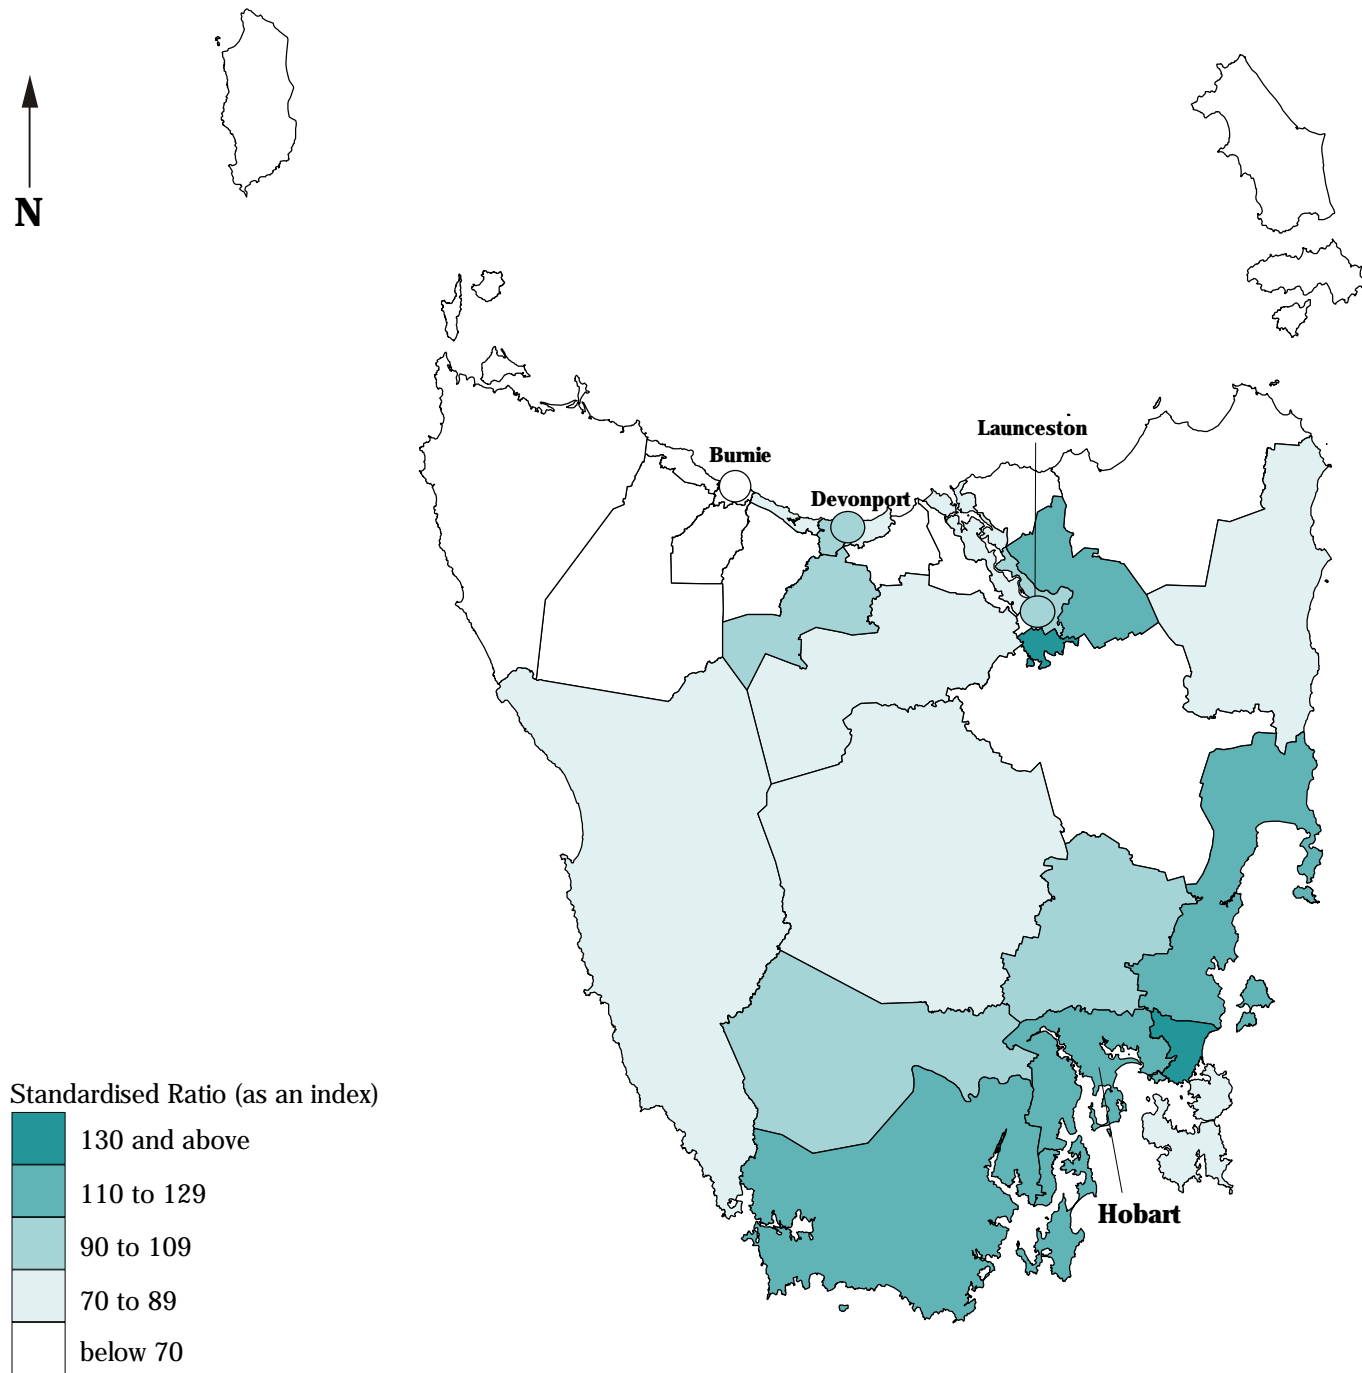 N
Launceston
Burnie
Devonport
Hobart
Standardised Ratio (as an index)
130 and above
110 to 129
90 to 109
70 to 89
below 70